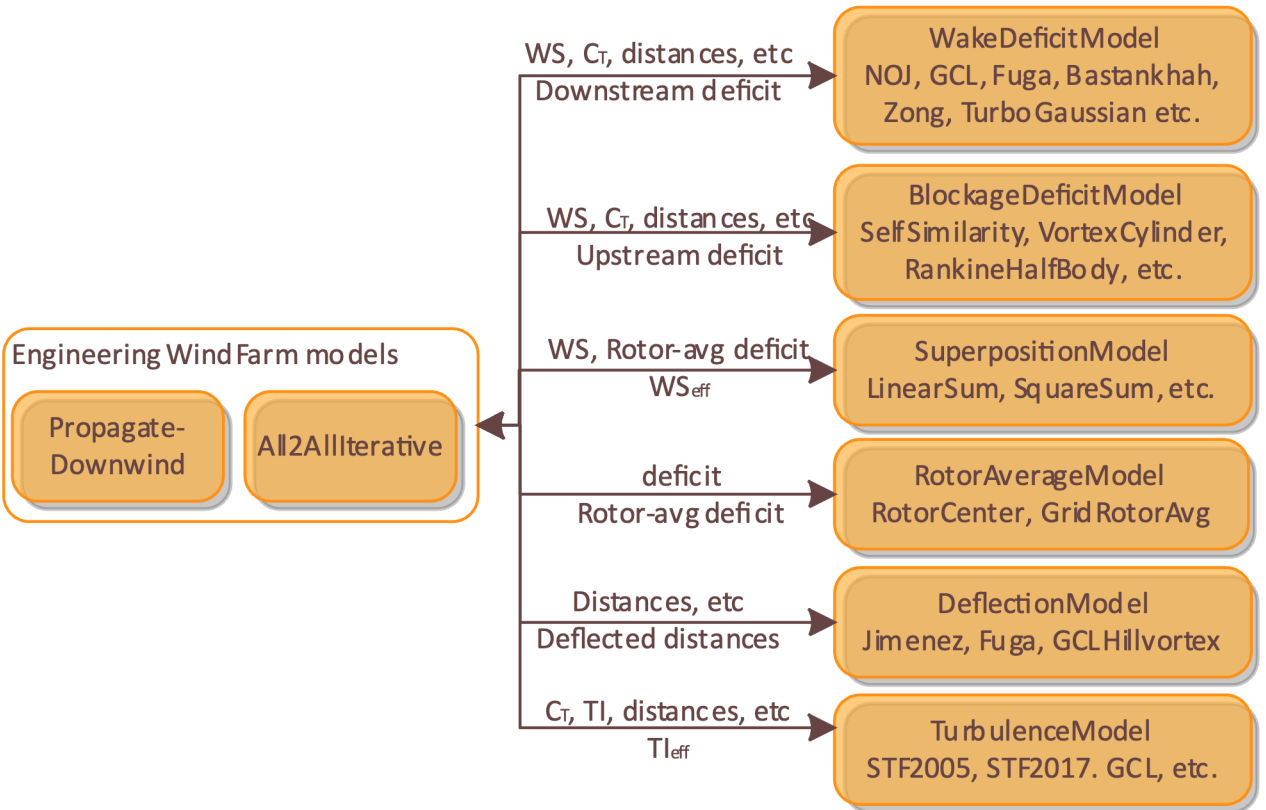 WS, CT, distances, etc
Downstream deficit
WakeDeficitModel
NOJ, GCL, Fuga, Bastankhah,
Zong, TurboGaussian etc.
WS, CT, distances, etc
Upstream deficit
BlockageDeficitModel
SelfSimilarity, VortexCylinder,
RankineHalfBody, etc.
Engineering Wind Farm models
Propagate-
Downwind
All2AllIterative
WS, Rotor-avg deficit
WSeff
SuperpositionModel
LinearSum, SquareSum, etc.
deficit
Rotor-avg deficit
RotorAverageModel
RotorCenter, GridRotorAvg
Distances, etc
Deflected distances
DeflectionModel
Jimenez, Fuga, GCLHillvortex
CT, TI, distances, etc
TIeff
TurbulenceModel
STF2005, STF2017. GCL, etc.